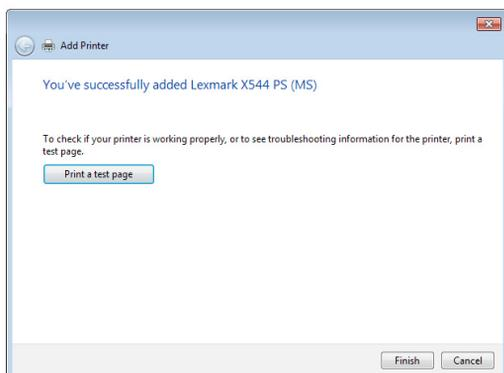 Add Printer
You've successfully added Lexmark X544 PS (MS)
To check if your printer is working properly, or to see troubleshooting information for the printer, print a
test page.
Print a test page
Finish Cancel